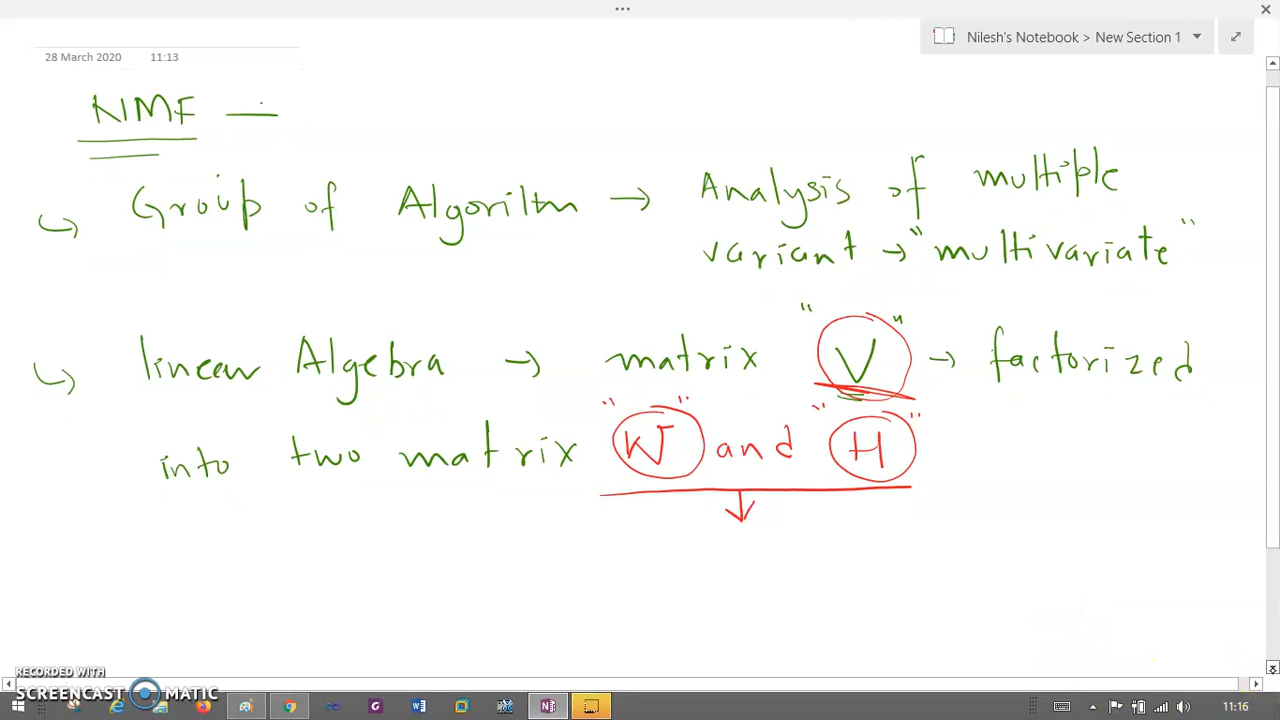 Nilesh's Notebook > New Section 1
28 March 2020 11:13
NMF —
↪ Group of Algorithm → Analysis of multiple
variant → "multivariate"
↪ linear Algebra → matrix "V" → factorized
into two matrix "W" and "H"
RECORDED WITH
SCREENCAST MATIC
11:16